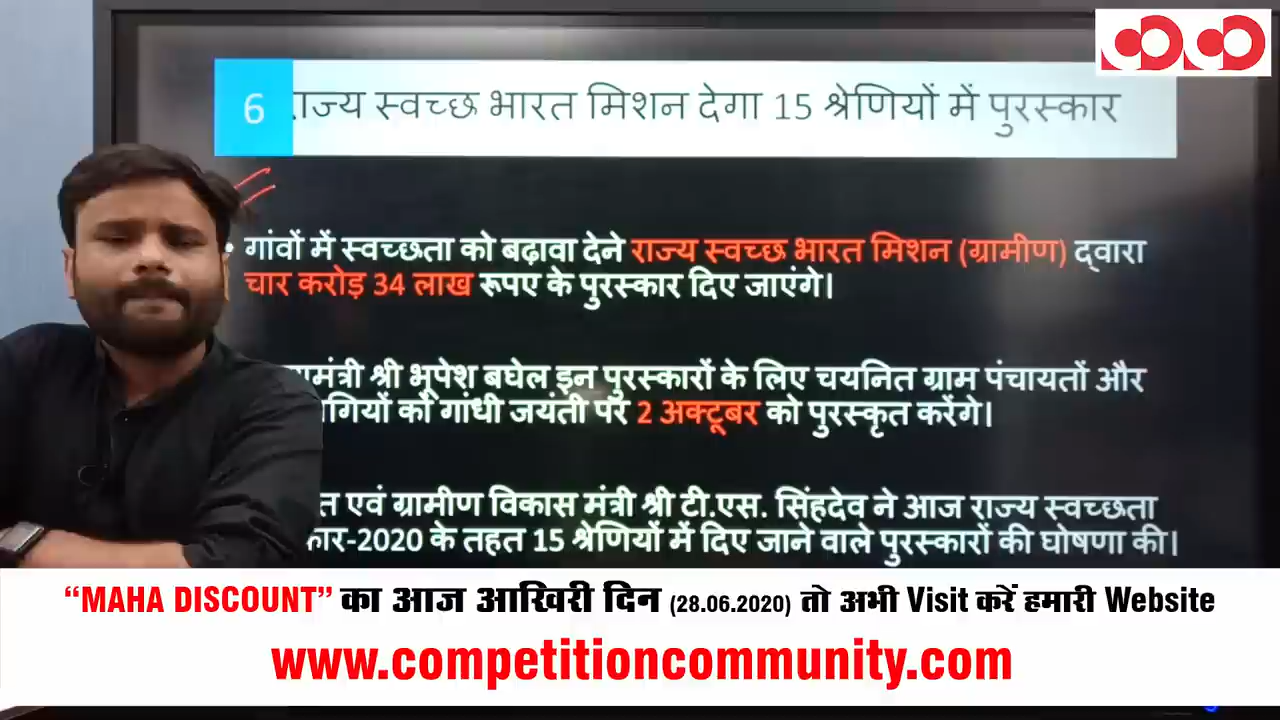 6
राज्य स्वच्छ भारत मिशन देगा 15 श्रेणियों में पुरस्कार
गांवों में स्वच्छता को बढ़ावा देने राज्य स्वच्छ भारत मिशन (ग्रामीण) द्वारा
चार करोड़ 34 लाख रूपए के पुरस्कार दिए जाएंगे।
श्री भूपेश बघेल इन पुरस्कारों के लिए चयनित ग्राम पंचायतों और
को गांधी जयंती पर 2 अक्टूबर को पुरस्कृत करेंगे।
एवं ग्रामीण विकास मंत्री श्री टी.एस. सिंहदेव ने आज राज्य स्वच्छता
-2020 के तहत 15 श्रेणियों में दिए जाने वाले पुरस्कारों की घोषणा की।
“MAHA DISCOUNT” का आज आखिरी दिन (28.06.2020) तो अभी Visit करें हमारी Website
www.competitioncommunity.com